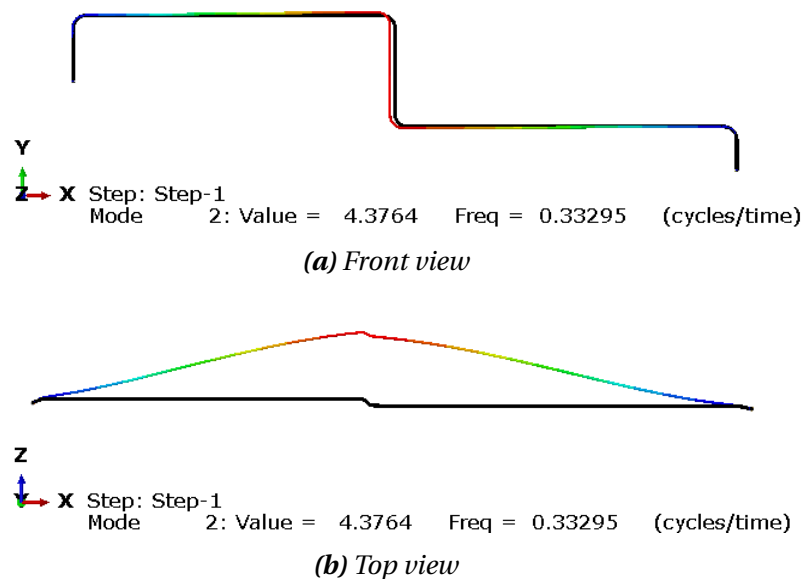 Y
Z X Step: Step-1
Mode 2: Value = 4.3764 Freq = 0.33295 (cycles/time)
(a) Front view
Z
Y X Step: Step-1
Mode 2: Value = 4.3764 Freq = 0.33295 (cycles/time)
(b) Top view